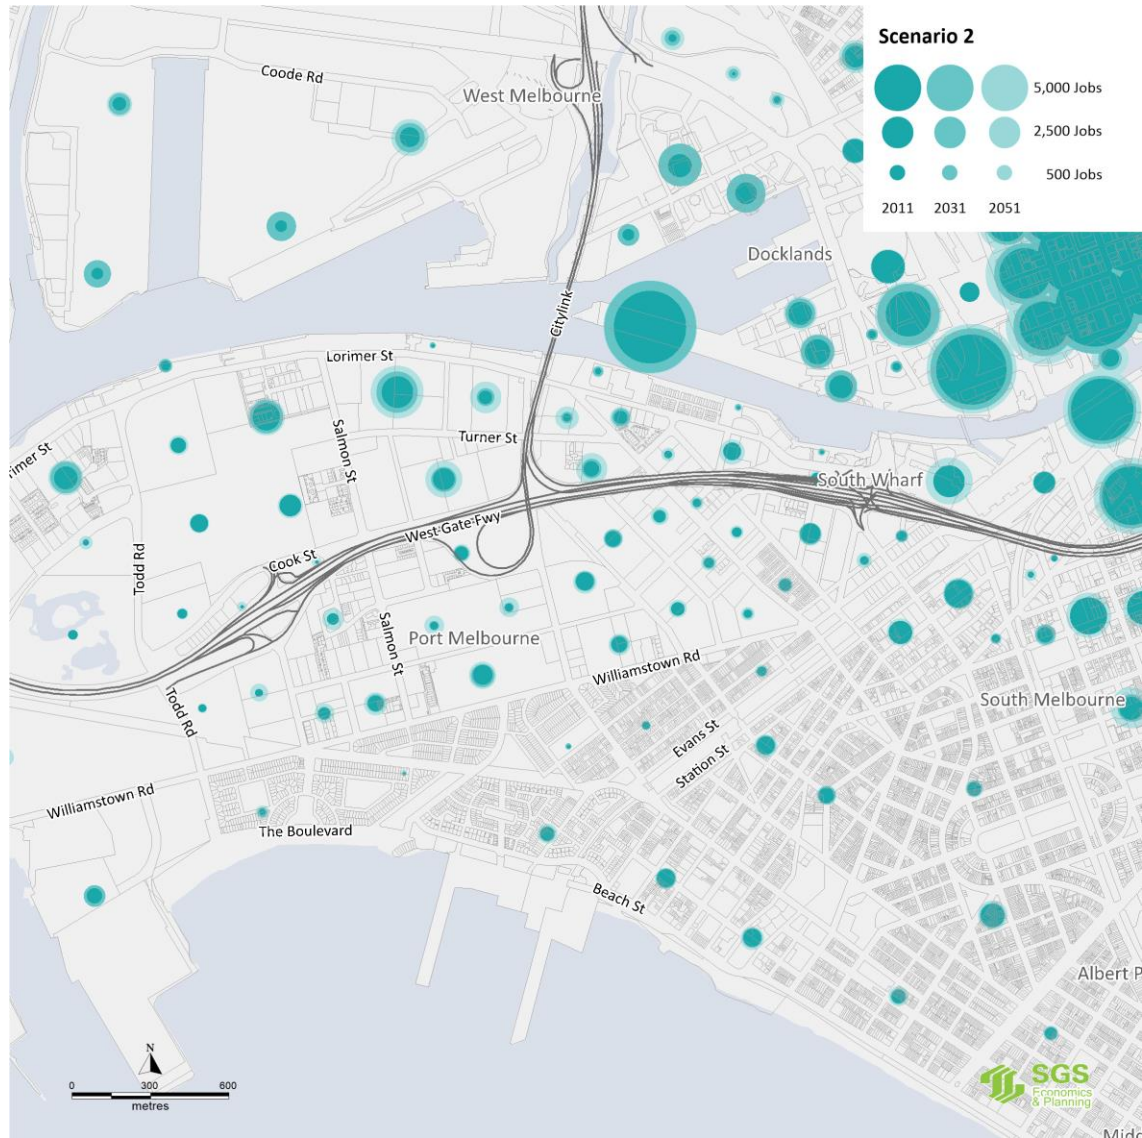 Scenario 2
5,000 Jobs
2,500 Jobs
500 Jobs
2011 2031 2051
Coode Rd
West Melbourne
Docklands
Citylink
Lorimer St
Salmon St
Turner St
rimer St
South Wharf
West Gate Fwy
Cook St
Todd Rd
Salmon St
Port Melbourne
Williamstown Rd
Todd Rd
South Melbourne
Evans St
Station St
Williamstown Rd
The Boulevard
Beach St
Albert P
N
0 300 600
metres
SGS
Economics
& Planning
Midd